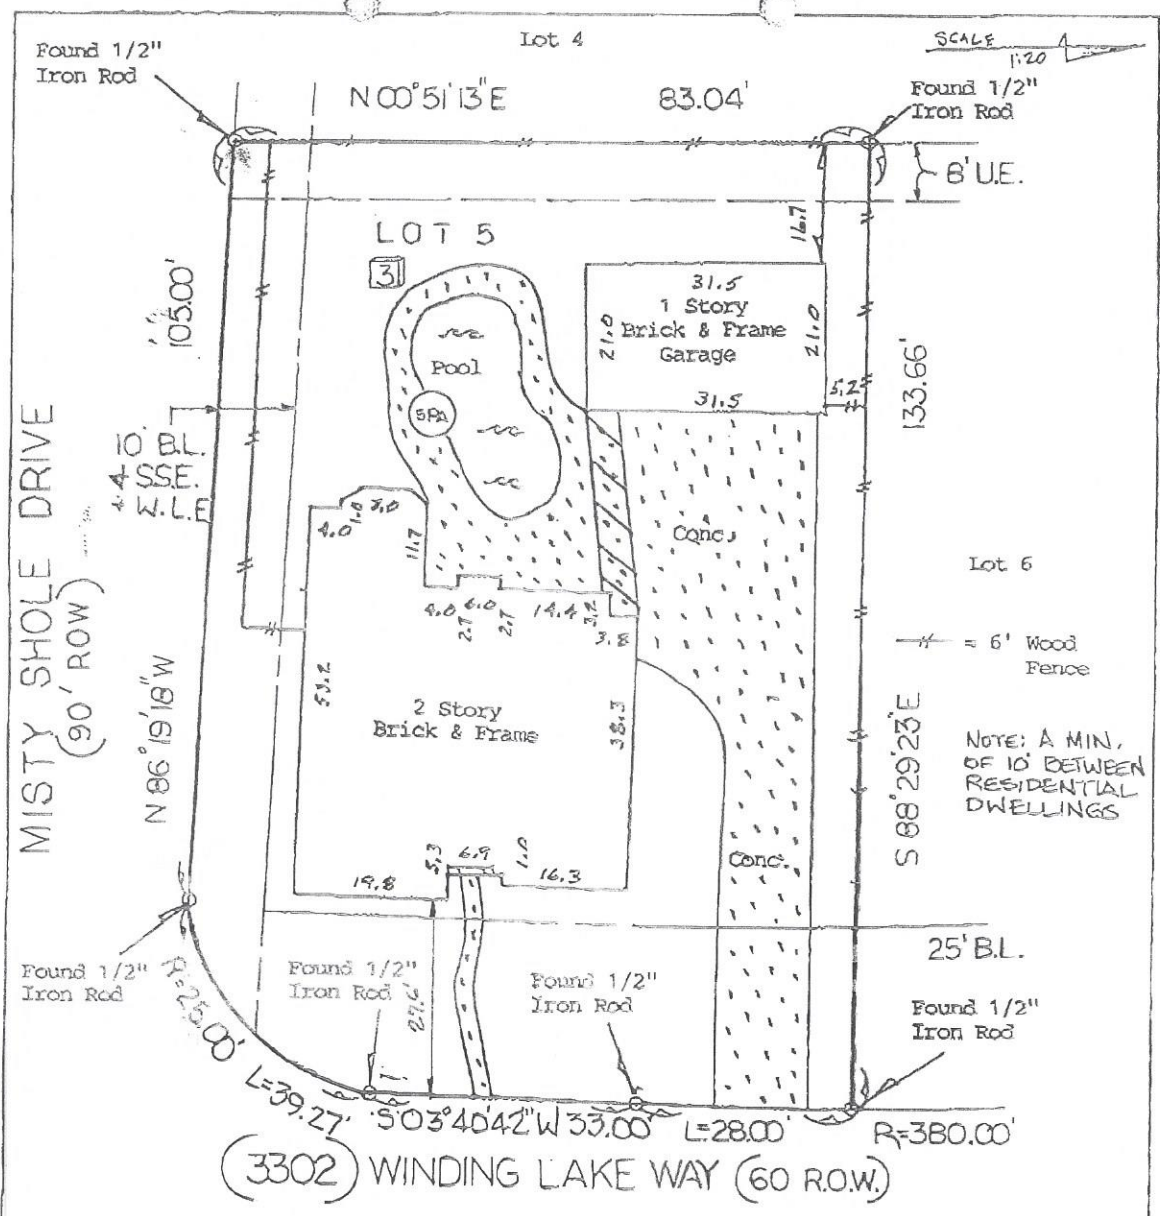 Lot 4
SCALE
1:20
Found 1/2"
Iron Rod
N 00°51'13"E
83.04'
Found 1/2"
Iron Rod
8' U.E.
16.7
LOT 5
3
105.00'
31.5
1 Story
Brick & Frame
Garage
21.0
21.0
31.5
5.2
Pool
SPA
133.66'
10' B.L.
4 S.S.E.
W.L.E
MISTY SHOLE DRIVE
(90' ROW)
4.0
1.0
8.0
11.7
Conc.
Lot 6
4.0
6.0
2.7
2.7
14.4
3.2
3.8
= 6' Wood
Fence
N 86°19'18"W
53.2
2 Story
Brick & Frame
38.3
S 88°29'23"E
NOTE: A MIN.
OF 10' BETWEEN
RESIDENTIAL
DWELLINGS
5.3
6.9
1.0
19.8
16.3
Conc.
25' B.L.
Found 1/2"
Iron Rod
Found 1/2"
Iron Rod
27.6'
Found 1/2"
Iron Rod
Found 1/2"
Iron Rod
R=25.00'
L=39.27'
S 03°40'42"W 33.00'
L=28.00'
R=380.00'
(3302) WINDING LAKE WAY (60 R.O.W.)